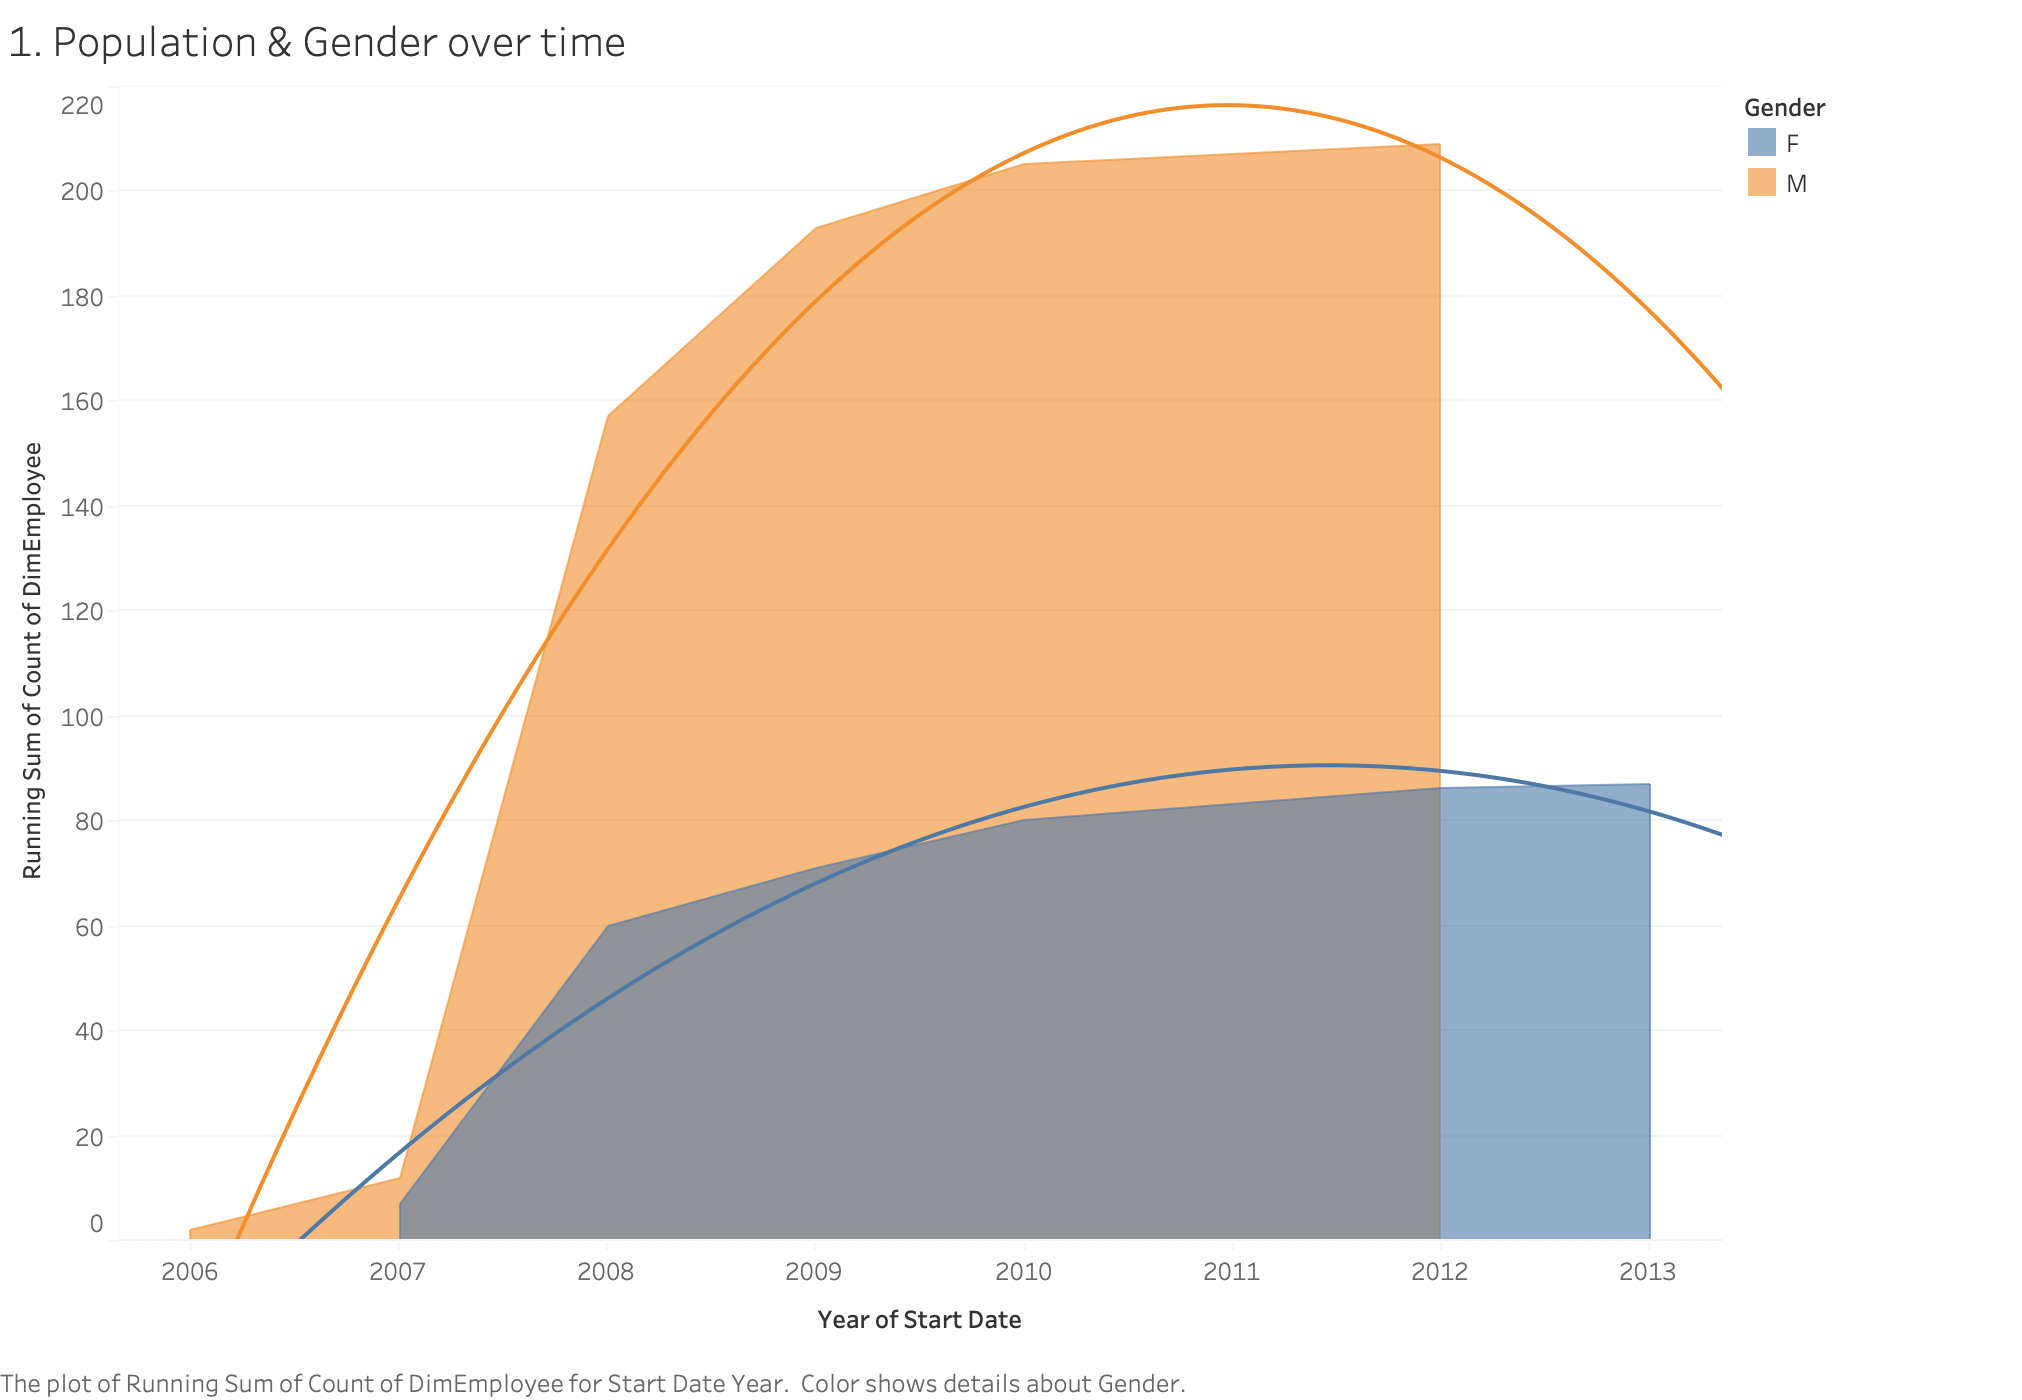 1. Population & Gender over time
Gender
F
M
220
200
180
160
140
120
100
80
60
40
20
0
Running Sum of Count of DimEmployee
2006 2007 2008 2009 2010 2011 2012 2013
Year of Start Date
The plot of Running Sum of Count of DimEmployee for Start Date Year.  Color shows details about Gender.